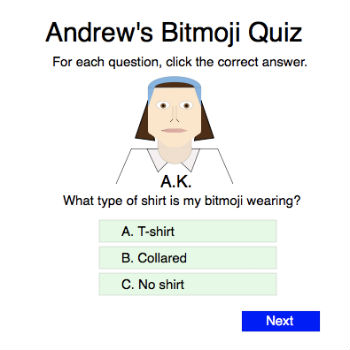 Andrew's Bitmoji Quiz
For each question, click the correct answer.
A.K.
What type of shirt is my bitmoji wearing?
A. T-shirt
B. Collared
C. No shirt
Next